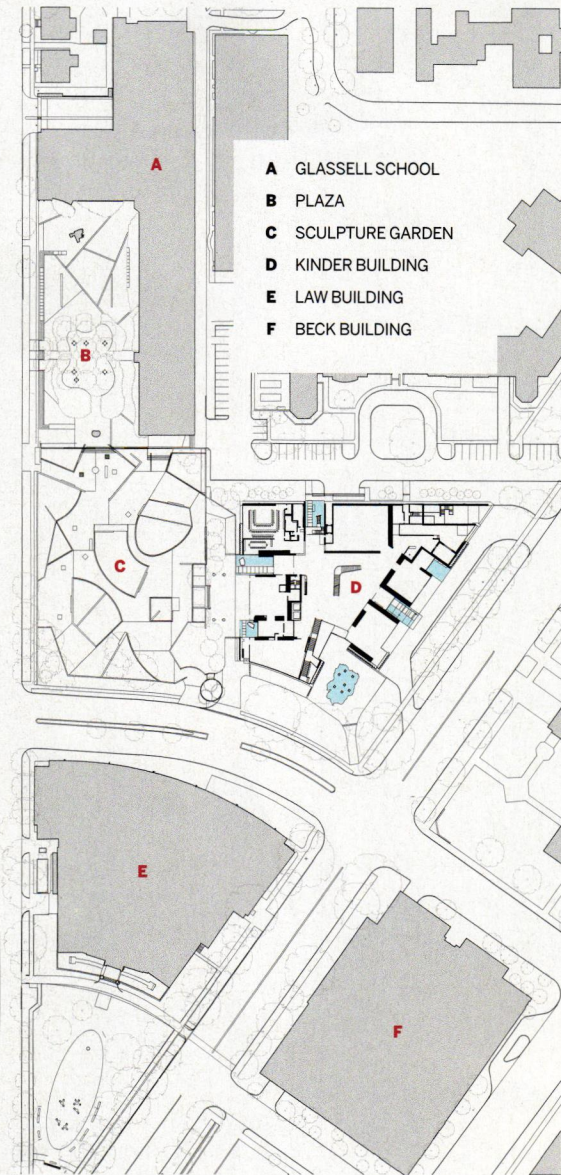 A GLASSELL SCHOOL
B PLAZA
C SCULPTURE GARDEN
D KINDER BUILDING
E LAW BUILDING
F BECK BUILDING
A
B
C
D
E
F